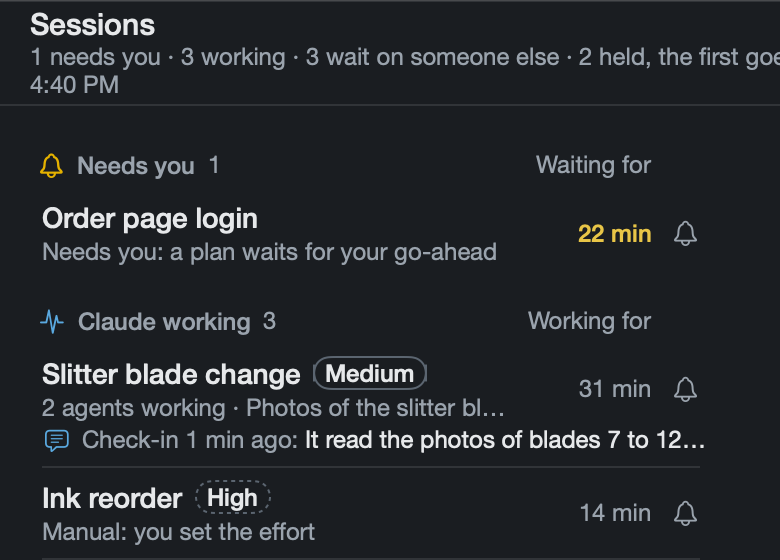 Sessions
1 needs you · 3 working · 3 wait on someone else · 2 held, the first
4:40 PM
Needs you 1
Waiting for
Order page login
22 min
Needs you: a plan waits for your go-ahead
Claude working 3
Working for
Slitter blade change Medium
31 min
2 agents working · Photos of the slitter bl…
Check-in 1 min ago: It read the photos of blades 7 to 12…
Ink reorder High
14 min
Manual: you set the effort